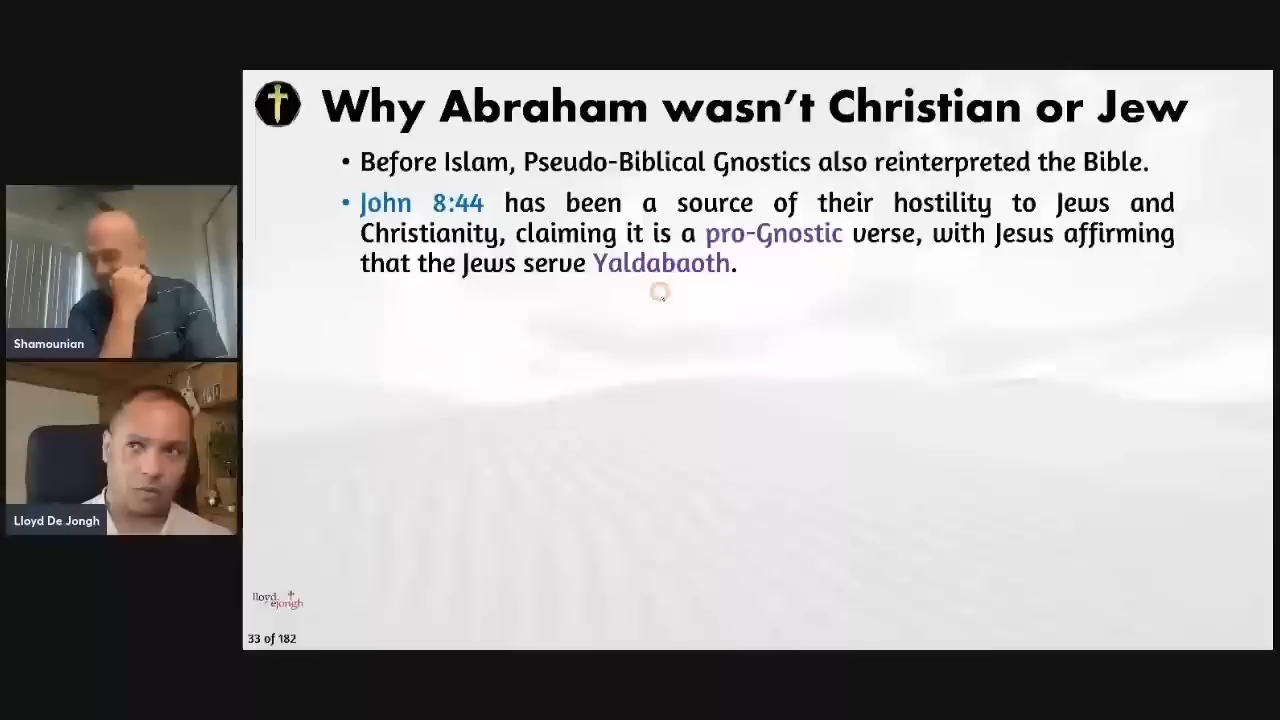 Why Abraham wasn't Christian or Jew
• Before Islam, Pseudo-Biblical Gnostics also reinterpreted the Bible.
• John 8:44 has been a source of their hostility to Jews and
Christianity, claiming it is a pro-Gnostic verse, with Jesus affirming
that the Jews serve Yaldabaoth.
Shamounian
Lloyd De Jongh
lloyd
dejongh
33 of 182